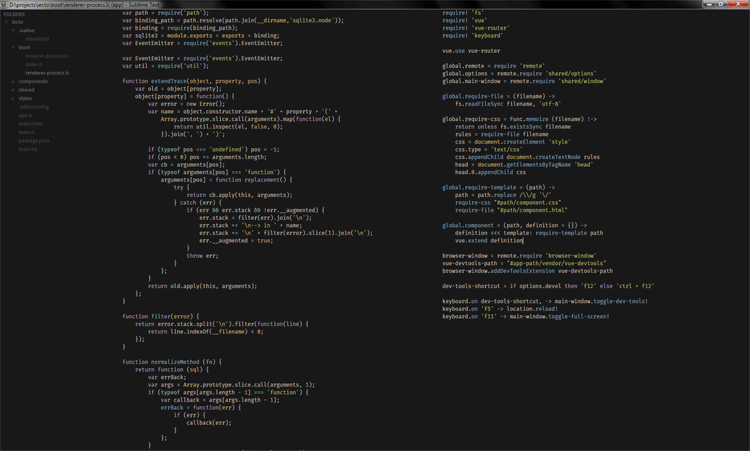 D:\projects\vecto\boot\renderer-process.ls (app) - Sublime Text
FOLDERS
.native
boot
browser-process.ls
index.ls
renderer-process.ls
components
shared
styles
.editorconfig
index.html
package.json
var path = require('path');
var binding_path = path.resolve(path.join(__dirname,'sqlite3.node'));
var binding = require(binding_path);
var sqlite3 = module.exports = exports = binding;
var EventEmitter = require('events').EventEmitter;
var EventEmitter = require('events').EventEmitter;
var util = require('util');
function extendTrace(object, property, pos) {
var old = object[property];
object[property] = function() {
var error = new Error();
var name = object.constructor.name + '#' + property + '(' +
Array.prototype.slice.call(arguments).map(function(el) {
return util.inspect(el, false, 0);
}).join(', ') + ')';
if (typeof pos === 'undefined') pos = -1;
if (pos < 0) pos += arguments.length;
var cb = arguments[pos];
if (typeof arguments[pos] === 'function') {
arguments[pos] = function replacement() {
try {
return cb.apply(this, arguments);
} catch (err) {
if (err && err.stack && !err.__augmented) {
err.stack = filter(err).join('\n');
err.stack += '\n--> in ' + name;
err.stack += '\n' + filter(error).slice(1).join('\n');
err.__augmented = true;
}
throw err;
}
};
}
return old.apply(this, arguments);
};
}
function filter(error) {
return error.stack.split('\n').filter(function(line) {
return line.indexOf(__filename) < 0;
});
}
function normalizeMethod (fn) {
return function (sql) {
var errBack;
var args = Array.prototype.slice.call(arguments, 1);
if (typeof args[args.length - 1] === 'function') {
var callback = args[args.length - 1];
errBack = function(err) {
if (err) {
callback(err);
}
};
}
require! 'fs'
require! 'vue'
require! 'vue-router'
require! 'keyboard'
vue.use vue-router
global.remote = require 'remote'
global.options = remote.require 'shared/options'
global.main-window = remote.require 'shared/window'
global.require-file = (filename) ->
fs.readFileSync filename, 'utf-8'
global.require-css = Func.memoize (filename) !->
return unless fs.existsSync filename
rules = require-file filename
css = document.createElement 'style'
css.type = 'text/css'
css.appendChild document.createTextNode rules
head = document.getElementsByTagName 'head'
head.0.appendChild css
global.require-template = (path) ->
path = path.replace /\\/g '\/'
require-css "#path/component.css"
require-file "#path/component.html"
global.component = (path, definition = {}) ->
definition <<< template: require-template path
vue.extend definition
browser-window = remote.require 'browser-window'
vue-devtools-path = "#app-path/vendor/vue-devtools"
browser-window.addDevToolsExtension vue-devtools-path
dev-tools-shortcut = if options.devel then 'f12' else 'ctrl + f12'
keyboard.on dev-tools-shortcut, -> main-window.toggle-dev-tools!
keyboard.on 'f5' -> location.reload!
keyboard.on 'f11' -> main-window.toggle-full-screen!